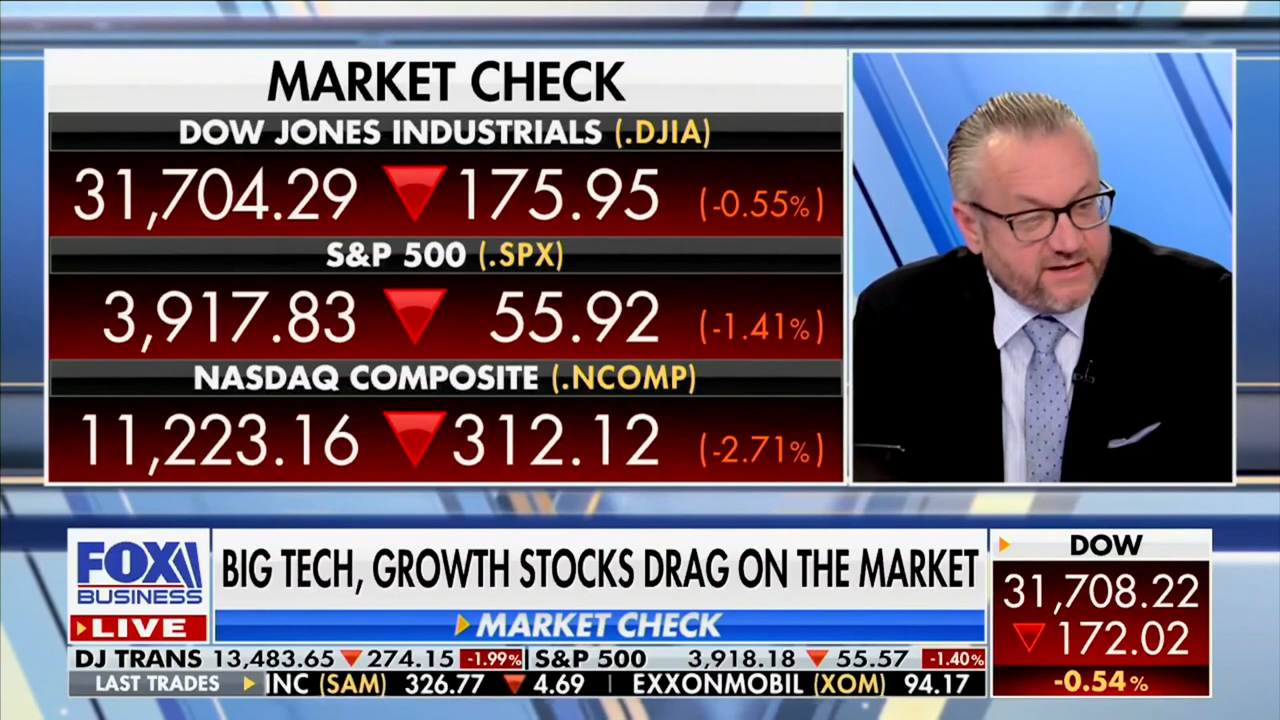 MARKET CHECK
DOW JONES INDUSTRIALS (.DJIA)
31,704.29 ▼ 175.95 (-0.55%)
S&P 500 (.SPX)
3,917.83 ▼ 55.92 (-1.41%)
NASDAQ COMPOSITE (.NCOMP)
11,223.16 ▼ 312.12 (-2.71%)
FOX
BUSINESS
LIVE
BIG TECH, GROWTH STOCKS DRAG ON THE MARKET
MARKET CHECK
DOW
31,708.22
▼ 172.02
-0.54%
DJ TRANS 13,483.65 ▼ 274.15 -1.99% S&P 500 3,918.18 ▼ 55.57 -1.40%
LAST TRADES INC (SAM) 326.77 ▼ 4.69 | EXXONMOBIL (XOM) 94.17